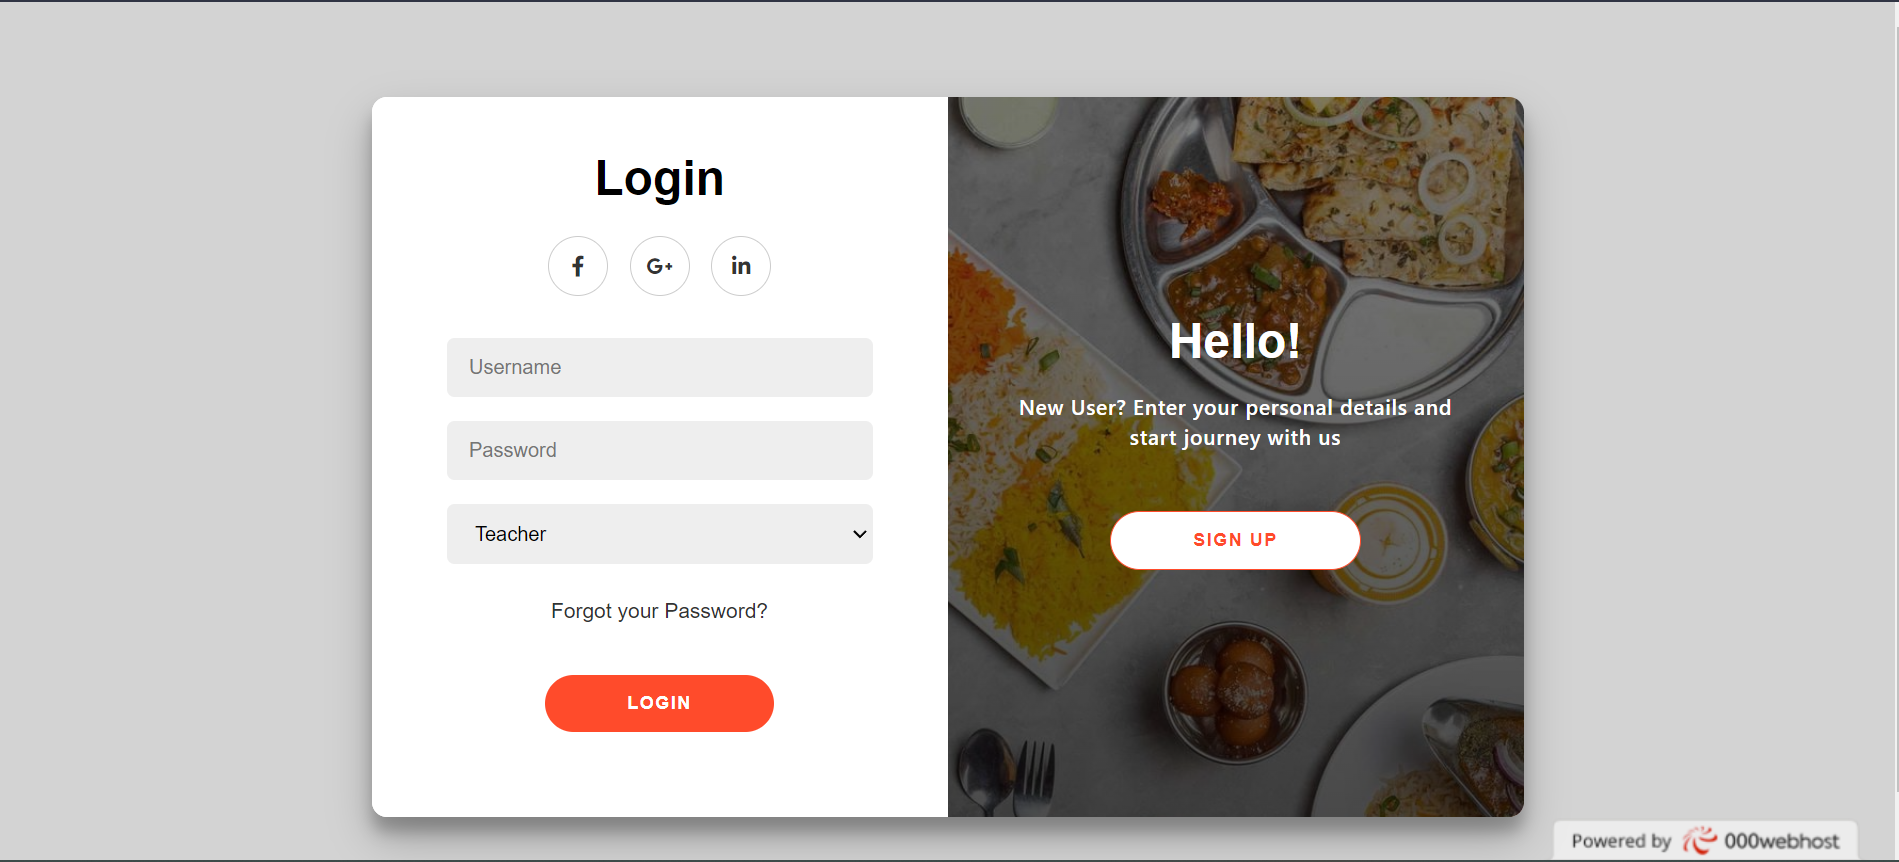 Login
f
G+
in
Username
Password
Teacher
Forgot your Password?
LOGIN
Hello!
New User? Enter your personal details and
start journey with us
SIGN UP
Powered by 000webhost